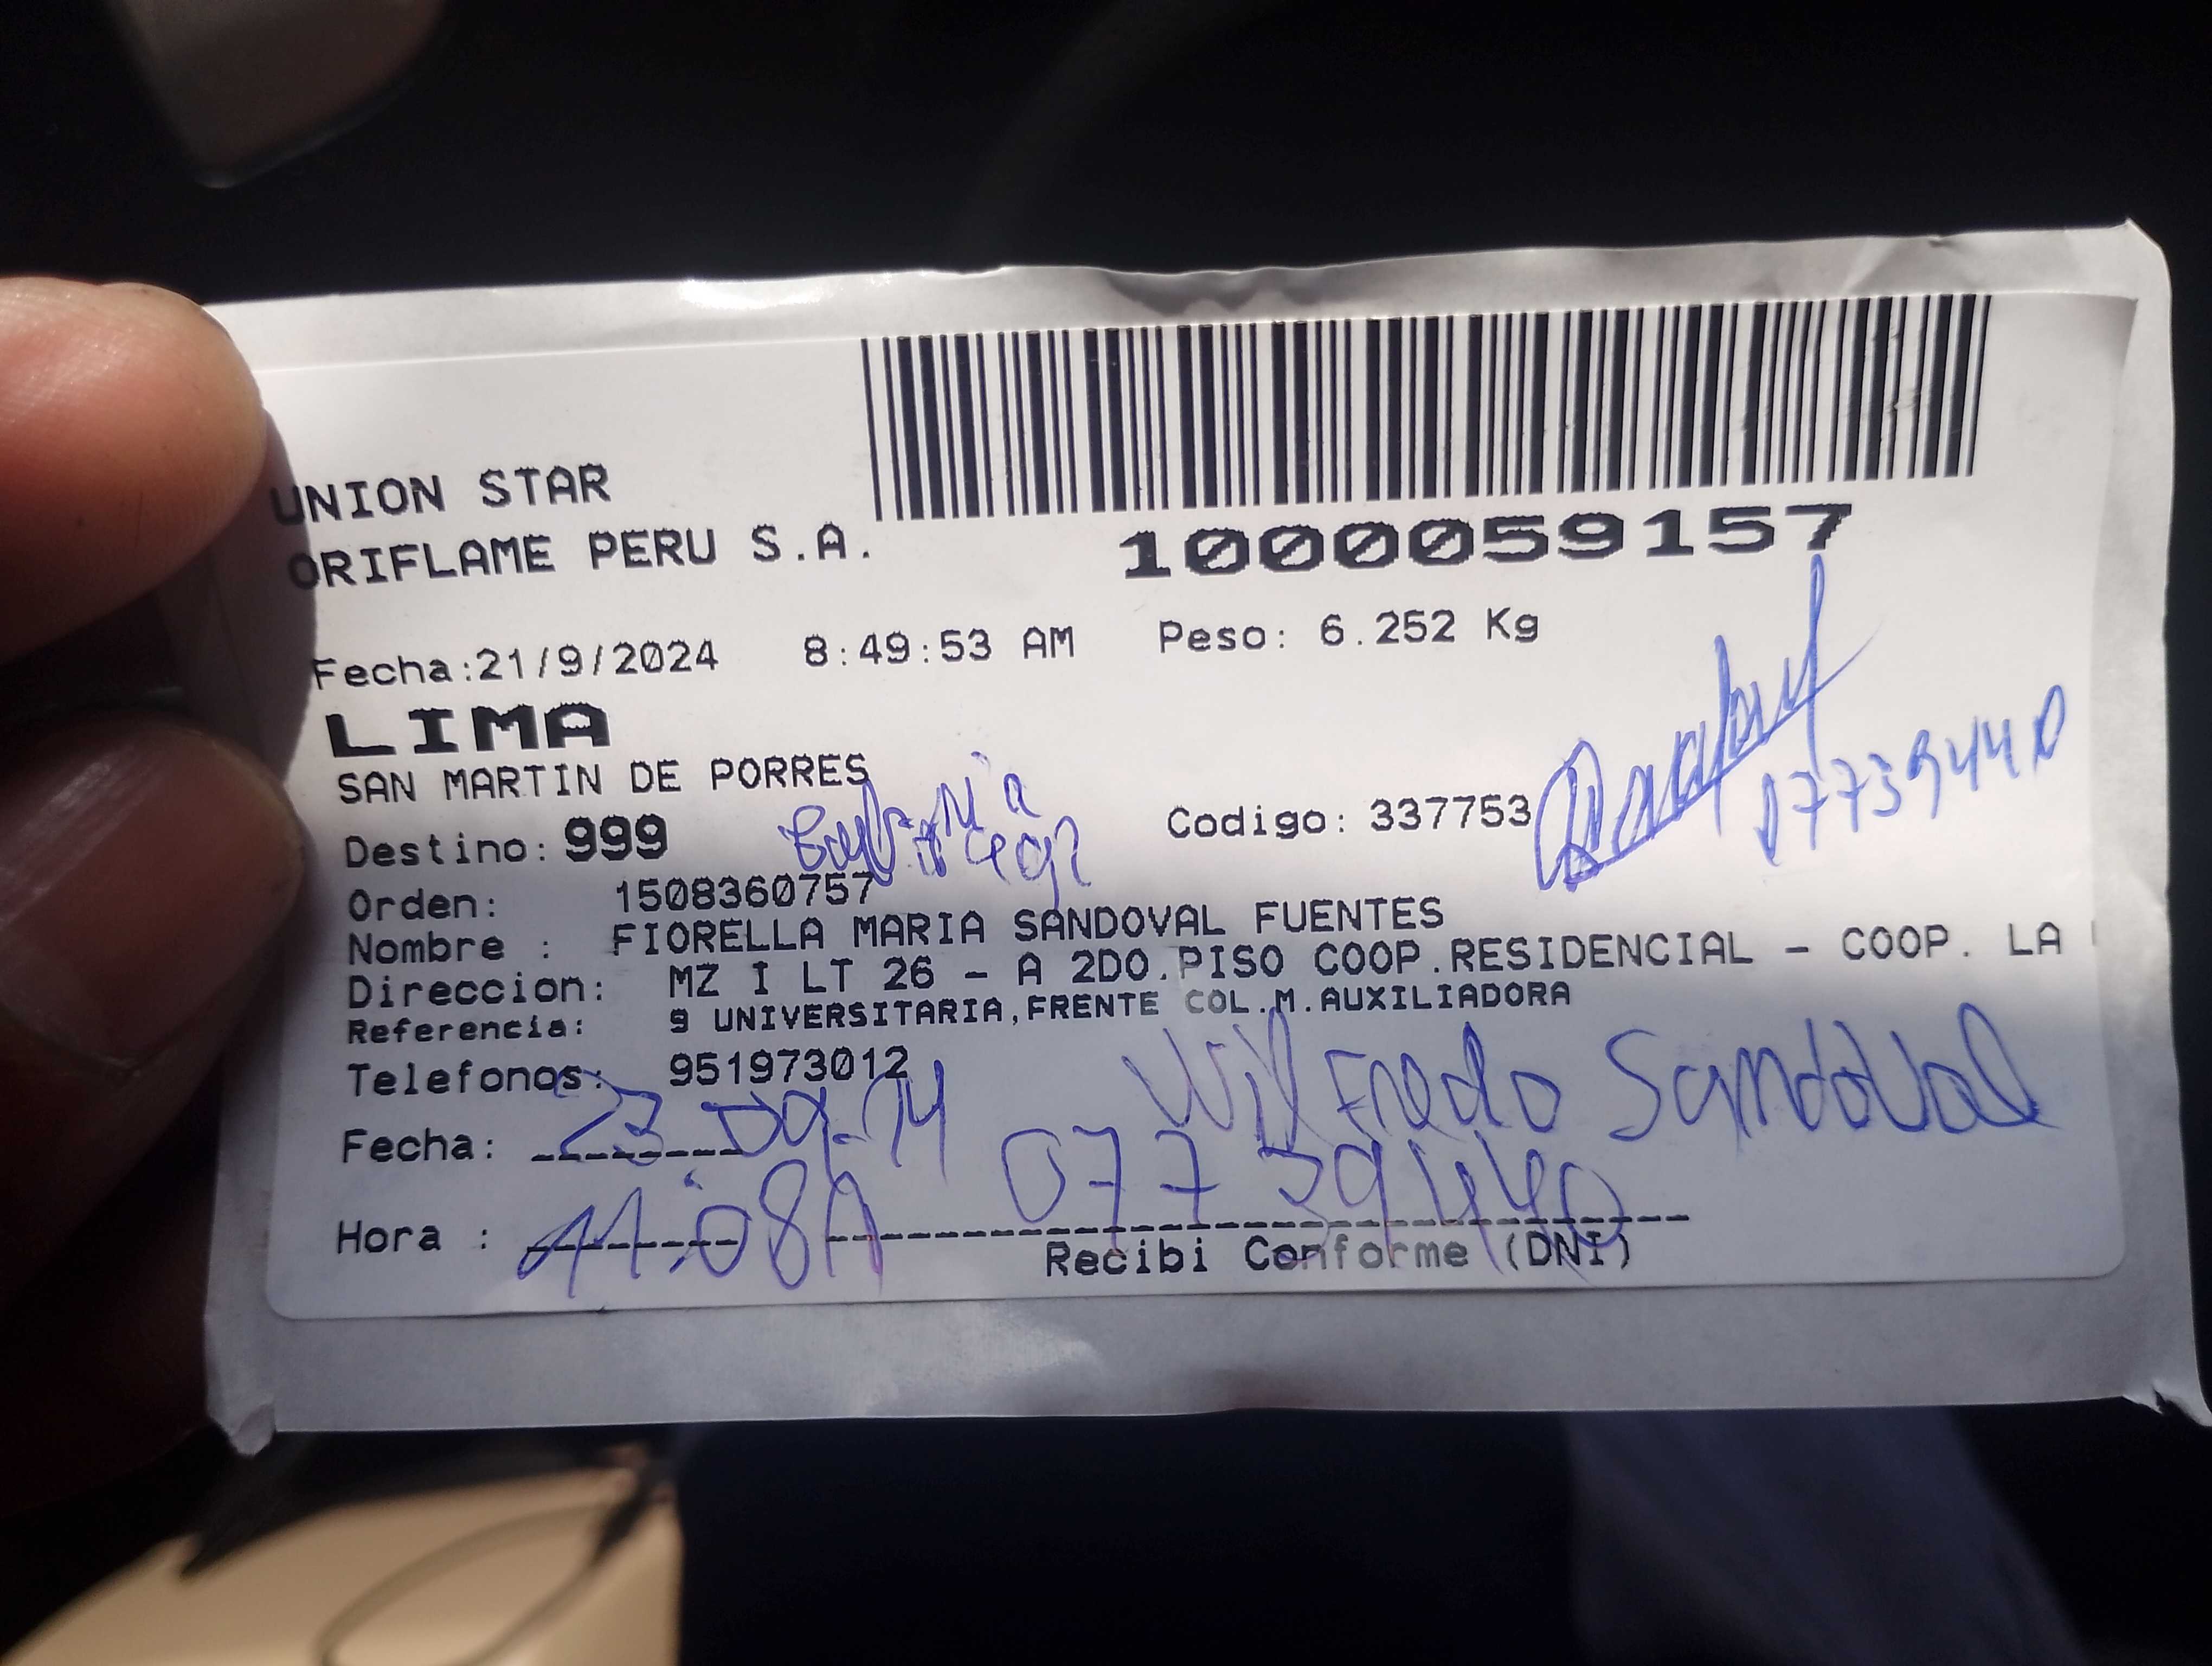 UNION STAR
ORIFLAME PERU S.A.
1000059157
Fecha:21/9/2024 8:49:53 AM Peso: 6.252 Kg
LIMA
SAN MARTIN DE PORRES
Destino: 999 Codigo: 337753
07739440
Orden: 1508360757
Nombre : FIORELLA MARIA SANDOVAL FUENTES
Direccion: MZ I LT 26 - A 2DO.PISO COOP.RESIDENCIAL - COOP. LA
Referencia: 9 UNIVERSITARIA,FRENTE COL.M.AUXILIADORA
Telefonos: 951973012
Wilfredo Sandoval
Fecha: 23-09-
07739440
Hora : 11:08A
Recibi Conforme (DNI)